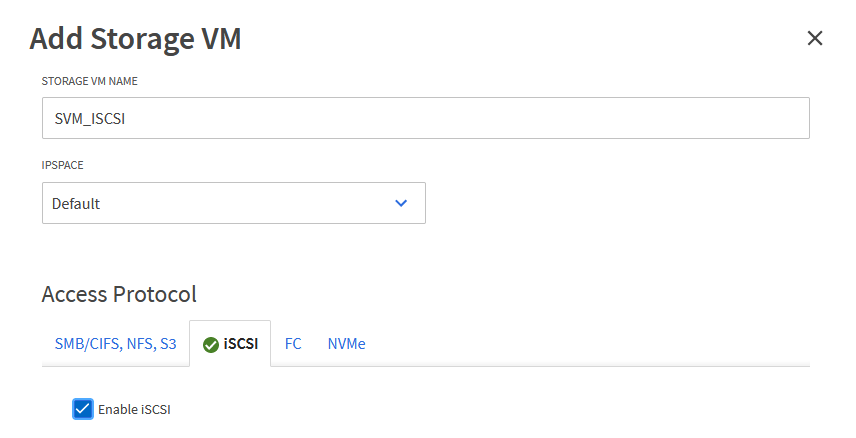 Add Storage VM
STORAGE VM NAME
SVM_ISCSI
IPSPACE
Default
Access Protocol
SMB/CIFS, NFS, S3 iSCSI FC NVMe
Enable iSCSI